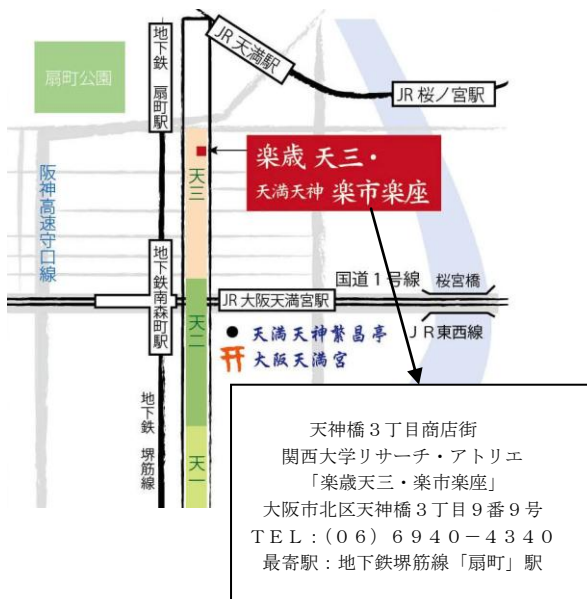 JR天満駅
地下鉄 扇町駅
扇町公園
JR桜ノ宮駅
楽歳 天三・
天満天神 楽市楽座
天三
阪神高速守口線
地下鉄南森町駅
国道1号線
桜宮橋
JR大阪天満宮駅
天二
天満天神繁昌亭
JR東西線
大阪天満宮
地下鉄 堺筋線
天一
天神橋3丁目商店街
関西大学リサーチ・アトリエ
「楽歳天三・楽市楽座」
大阪市北区天神橋3丁目9番9号
TEL:(06)6940-4340
最寄駅:地下鉄堺筋線「扇町」駅